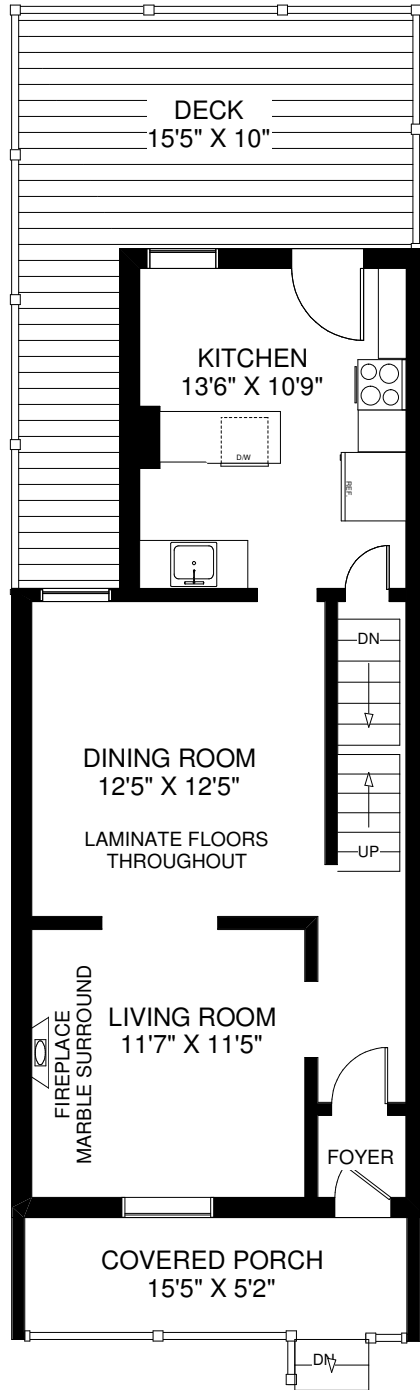 DECK
15'5" X 10"
KITCHEN
13'6" X 10'9"
D/W
REF.
DN
DINING ROOM
12'5" X 12'5"
LAMINATE FLOORS
THROUGHOUT
UP
LIVING ROOM
11'7" X 11'5"
FIREPLACE
MARBLE SURROUND
FOYER
COVERED PORCH
15'5" X 5'2"
DN